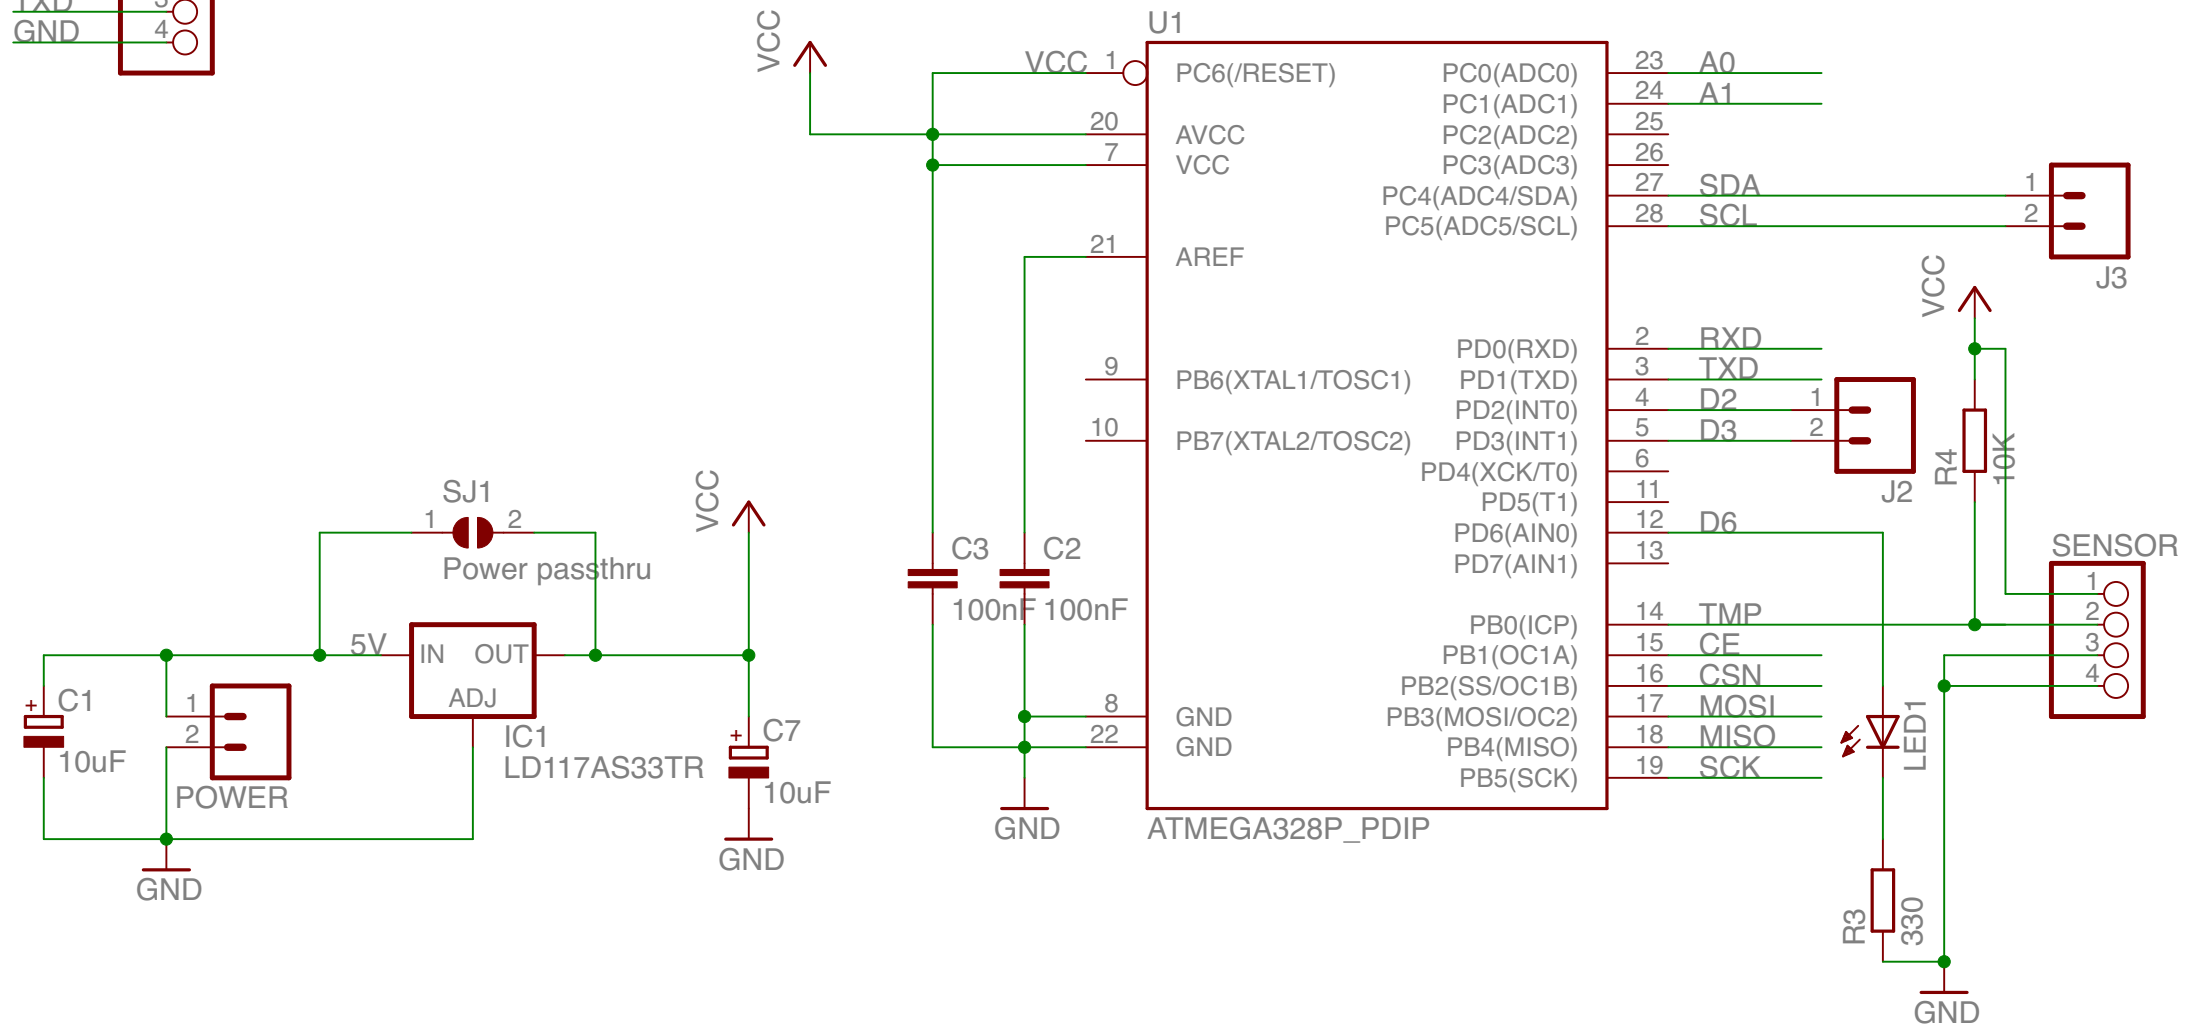 TXD
3
GND
4
VCC
VCC
1
U1
PC6(/RESET)
20
AVCC
7
VCC
21
AREF
9
PB6(XTAL1/TOSC1)
10
PB7(XTAL2/TOSC2)
8
GND
22
GND
ATMEGA328P_PDIP
PC0(ADC0)
23
A0
PC1(ADC1)
24
A1
PC2(ADC2)
25
PC3(ADC3)
26
PC4(ADC4/SDA)
27
SDA
1
PC5(ADC5/SCL)
28
SCL
2
J3
PD0(RXD)
2
RXD
PD1(TXD)
3
TXD
PD2(INT0)
4
D2
1
PD3(INT1)
5
D3
2
J2
PD4(XCK/T0)
6
PD5(T1)
11
PD6(AIN0)
12
D6
PD7(AIN1)
13
PB0(ICP)
14
TMP
PB1(OC1A)
15
CE
PB2(SS/OC1B)
16
CSN
PB3(MOSI/OC2)
17
MOSI
PB4(MISO)
18
MISO
PB5(SCK)
19
SCK
VCC
R4
10K
SENSOR
1
2
3
4
LED1
R3
330
GND
C3
100nF
C2
100nF
GND
SJ1
1
2
Power passthru
VCC
5V
IN
OUT
ADJ
IC1
LD117AS33TR
+
C1
10uF
1
2
POWER
GND
+
C7
10uF
GND